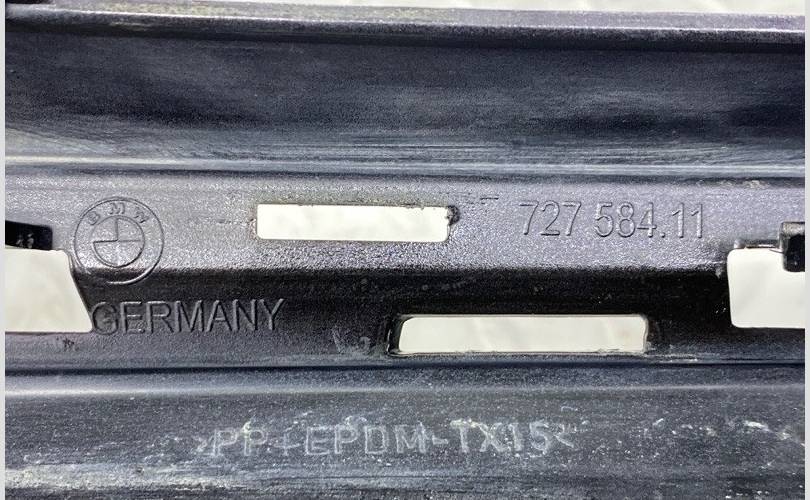 BMW
727 584.11
GERMANY
>PP+EPDM-TX15<